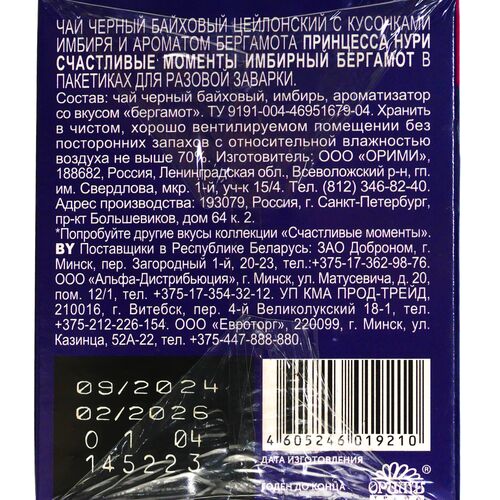 ЧАЙ ЧЕРНЫЙ БАЙХОВЫЙ ЦЕЙЛОНСКИЙ С КУСОЧКАМИ
ИМБИРЯ И АРОМАТОМ БЕРГАМОТА ПРИНЦЕССА НУРИ
СЧАСТЛИВЫЕ МОМЕНТЫ ИМБИРНЫЙ БЕРГАМОТ В
ПАКЕТИКАХ ДЛЯ РАЗОВОЙ ЗАВАРКИ.
Состав: чай черный байховый, имбирь, ароматизатор
со вкусом «бергамот». ТУ 9191-004-46951679-04. Хранить
в чистом, хорошо вентилируемом помещении без
посторонних запахов с относительной влажностью
воздуха не выше 70%. Изготовитель: ООО «ОРИМИ»,
188682, Россия, Ленинградская обл., Всеволожский р-н, гп.
им. Свердлова, мкр. 1-й, уч-к 15/4. Тел. (812) 346-82-40.
Адрес производства: 193079, Россия, г. Санкт-Петербург,
пр-кт Большевиков, дом 64 к. 2.
*Попробуйте другие вкусы коллекции «Счастливые моменты».
BY Поставщики в Республике Беларусь: ЗАО Доброном, г.
Минск, пер. Загородный 1-й, 20-23, тел.:+375-17-362-98-76.
ООО «Альфа-Дистрибьюция», г. Минск, ул. Матусевича, д. 20,
пом. 12/1, тел. +375-17-354-32-12. УП КМА ПРОД-ТРЕЙД,
210016, г. Витебск, пер. 4-й Великолукский 18-1, тел.
+375-212-226-154. ООО «Евроторг», 220099, г. Минск, ул.
Казинца, 52А-22, тел. +375-447-888-880.
09/2024
02/2026
0 1 04
145223
4 605246 019210
ДАТА ИЗГОТОВЛЕНИЯ
ГОДЕН ДО КОНЦА
ОРИМИ